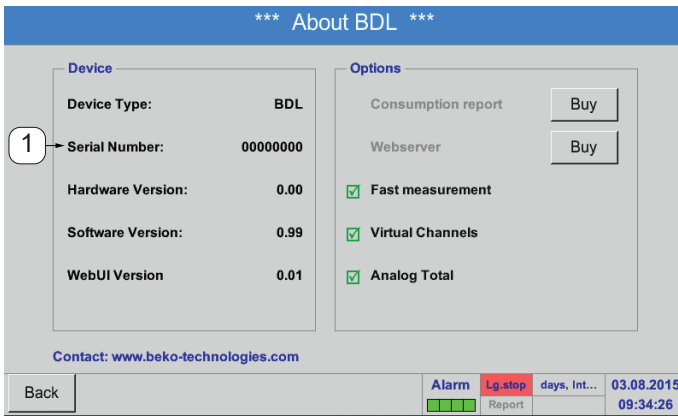 *** About BDL ***
Device
Device Type: BDL
1
Serial Number: 00000000
Hardware Version: 0.00
Software Version: 0.99
WebUI Version 0.01
Options
Consumption report Buy
Webserver Buy
Fast measurement
Virtual Channels
Analog Total
Contact: www.beko-technologies.com
Back
Alarm
Lg.stop
Report
days, Int...
03.08.2015
09:34:26